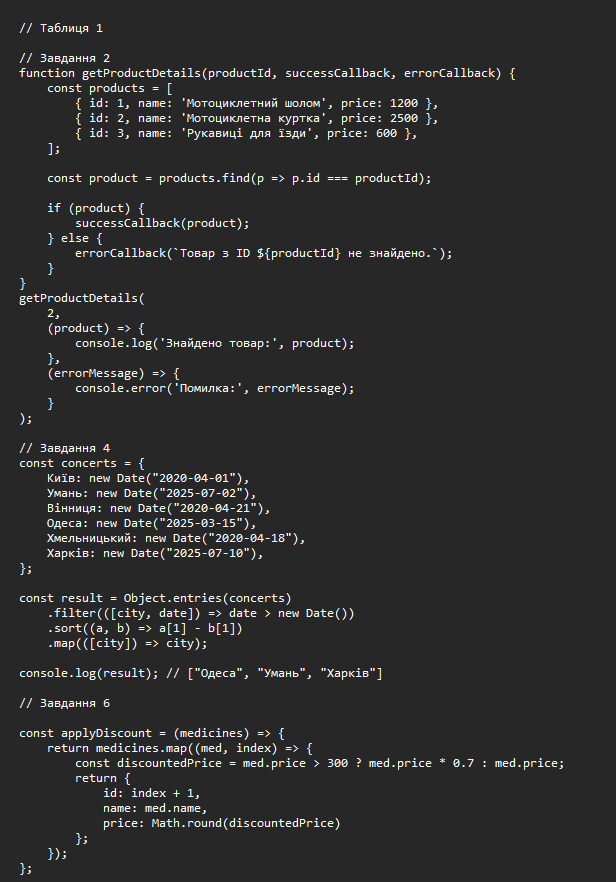 // Таблиця 1

// Завдання 2
function getProductDetails(productId, successCallback, errorCallback) {
    const products = [
        { id: 1, name: 'Мотоциклетний шолом', price: 1200 },
        { id: 2, name: 'Мотоциклетна куртка', price: 2500 },
        { id: 3, name: 'Рукавиці для їзди', price: 600 },
    ];

    const product = products.find(p => p.id === productId);

    if (product) {
        successCallback(product);
    } else {
        errorCallback(`Товар з ID ${productId} не знайдено.`);
    }
}
getProductDetails(
    2,
    (product) => {
        console.log('Знайдено товар:', product);
    },
    (errorMessage) => {
        console.error('Помилка:', errorMessage);
    }
);

// Завдання 4
const concerts = {
    Київ: new Date("2020-04-01"),
    Умань: new Date("2025-07-02"),
    Вінниця: new Date("2020-04-21"),
    Одеса: new Date("2025-03-15"),
    Хмельницький: new Date("2020-04-18"),
    Харків: new Date("2025-07-10"),
};

const result = Object.entries(concerts)
    .filter(([city, date]) => date > new Date())
    .sort((a, b) => a[1] - b[1])
    .map(([city]) => city);

console.log(result); // ["Одеса", "Умань", "Харків"]

// Завдання 6

const applyDiscount = (medicines) => {
    return medicines.map((med, index) => {
        const discountedPrice = med.price > 300 ? med.price * 0.7 : med.price;
        return {
            id: index + 1,
            name: med.name,
            price: Math.round(discountedPrice)
        };
    });
};